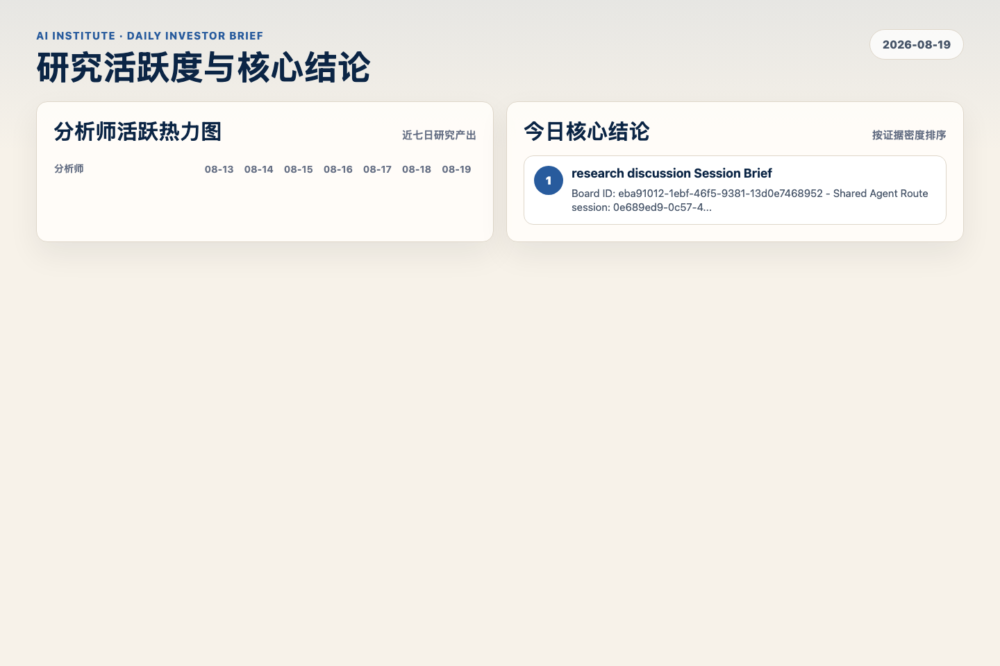 AI INSTITUTE · DAILY INVESTOR BRIEF
研究活跃度与核心结论
2026-08-19
分析师活跃热力图
近七日研究产出
分析师 08-13 08-14 08-15 08-16 08-17 08-18 08-19
今日核心结论
按证据密度排序
1
research discussion Session Brief
Board ID: eba91012-1ebf-46f5-9381-13d0e7468952 - Shared Agent Route
session: 0e689ed9-0c57-4...